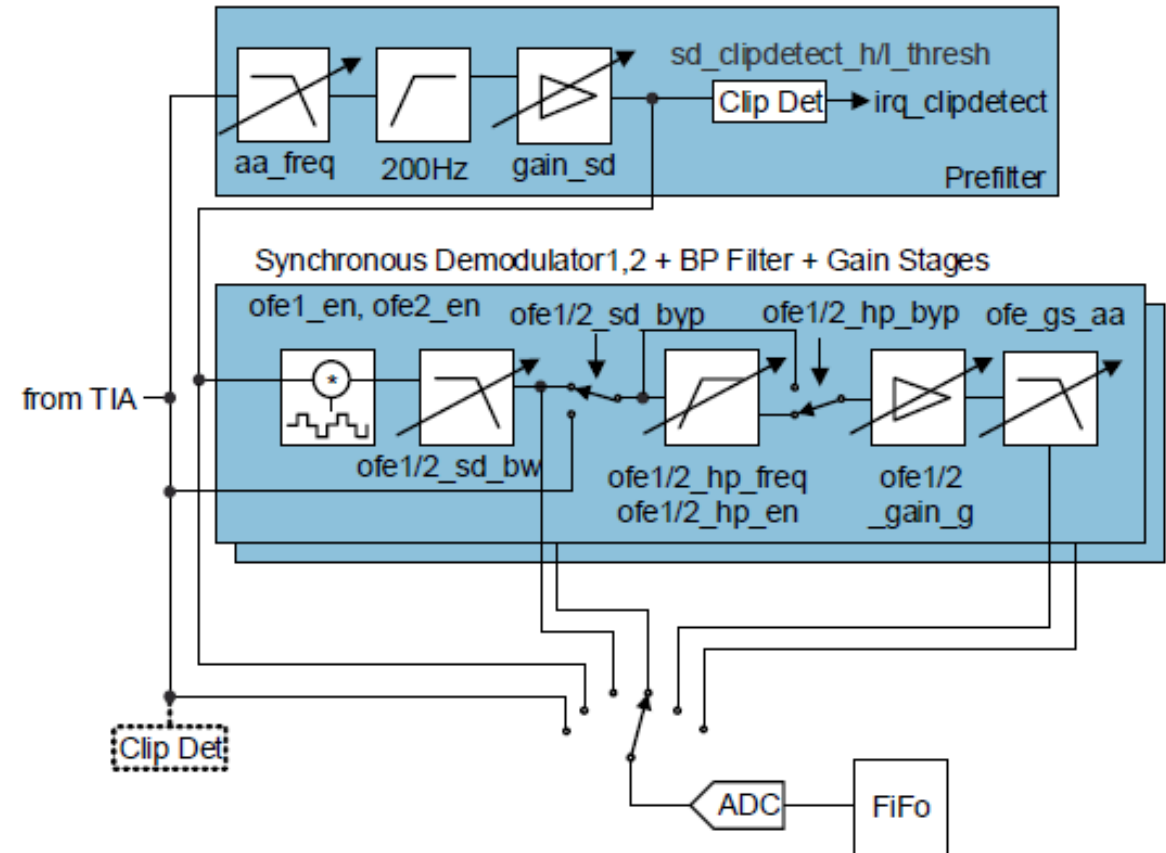 sd_clipdetect_h/l_thresh
Clip Det
irq_clipdetect
aa_freq
200Hz
gain_sd
Prefilter
Synchronous Demodulator1,2 + BP Filter + Gain Stages
ofe1_en, ofe2_en
ofe1/2_sd_byp
ofe1/2_hp_byp
ofe_gs_aa
*
from TIA
ofe1/2_sd_bw
ofe1/2_hp_freq
ofe1/2_hp_en
ofe1/2
_gain_g
Clip Det
ADC
FiFo